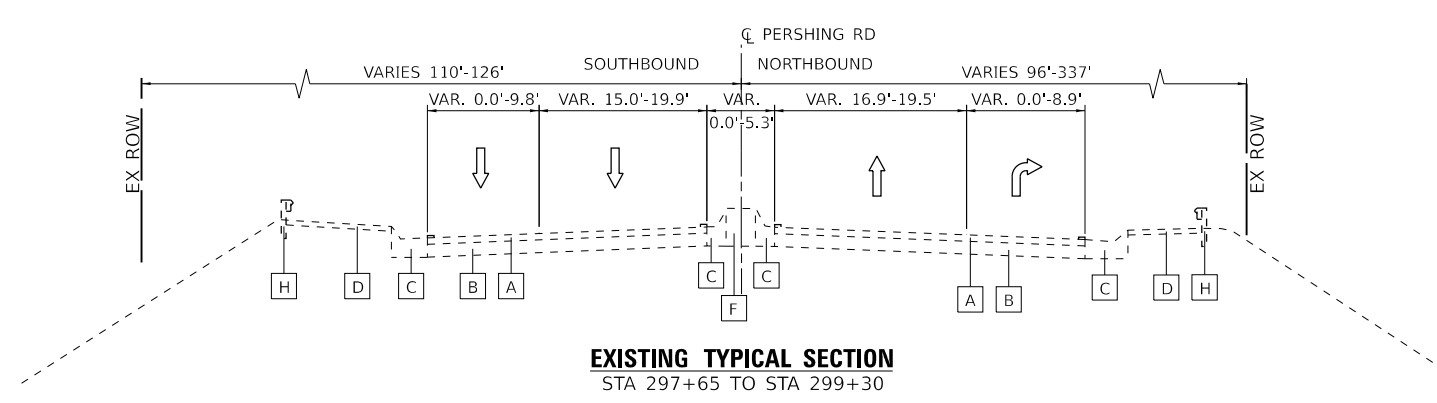 ℄ PERSHING RD
SOUTHBOUND NORTHBOUND
VARIES 110'-126' VARIES 96'-337'
VAR. 0.0'-9.8' VAR. 15.0'-19.9' VAR. 0.0'-5.3' VAR. 16.9'-19.5' VAR. 0.0'-8.9'
EX ROW
EX ROW
H D C B A C F C A B C D H
EXISTING TYPICAL SECTION
STA 297+65 TO STA 299+30